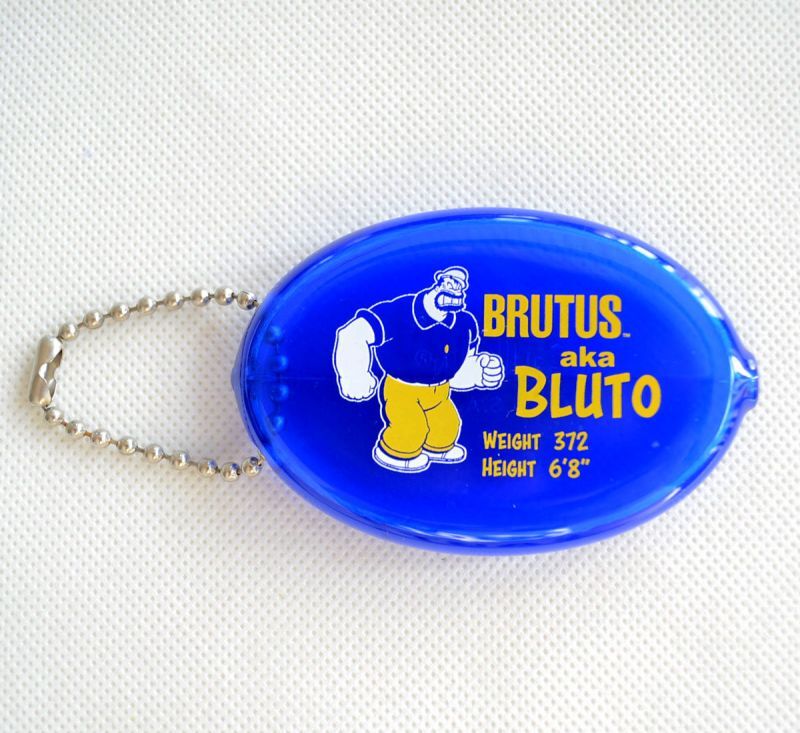 BRUTUS™
aka
BLUTO
WEIGHT 372
HEIGHT 6'8"